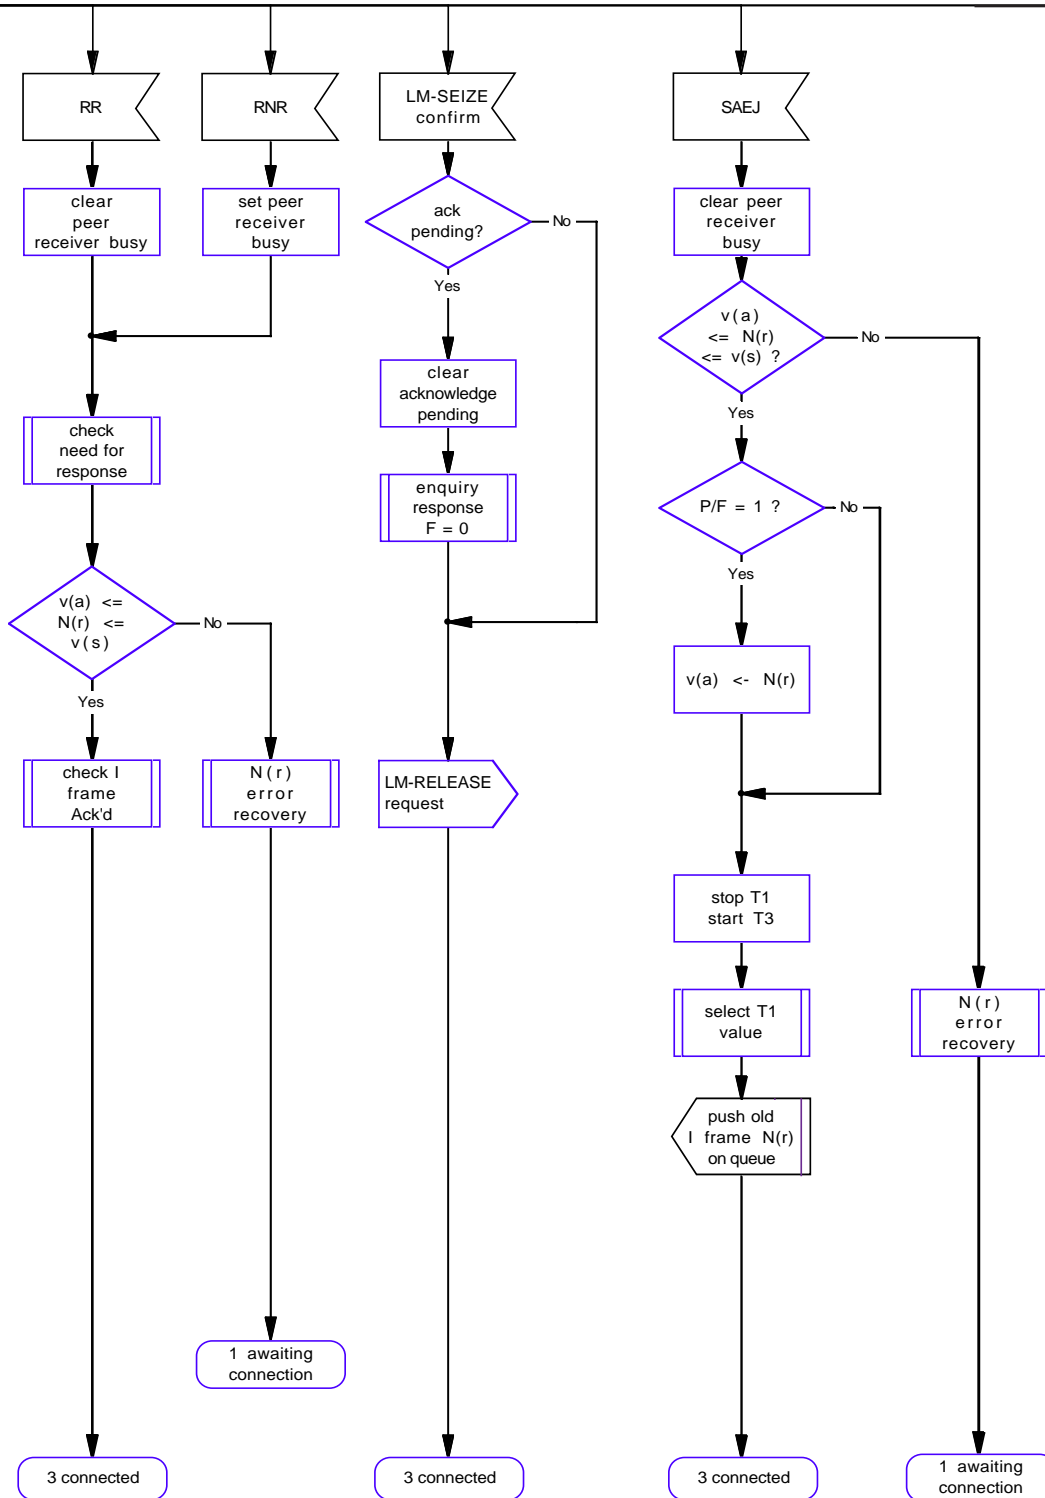 RR
clear
peer
receiver busy
check
need for
response
v(a) <=
N(r) <=
v(s)
No
Yes
check I
frame
Ack'd
3 connected
RNR
set peer
receiver
busy
N(r)
error
recovery
1 awaiting
connection
LM-SEIZE
confirm
ack
pending?
No
Yes
clear
acknowledge
pending
enquiry
response
F = 0
LM-RELEASE
request
3 connected
SAEJ
clear peer
receiver
busy
v(a)
<= N(r)
<= v(s) ?
No
Yes
P/F = 1 ?
No
Yes
v(a) <- N(r)
stop T1
start T3
select T1
value
push old
I frame N(r)
on queue
3 connected
N(r)
error
recovery
1 awaiting
connection